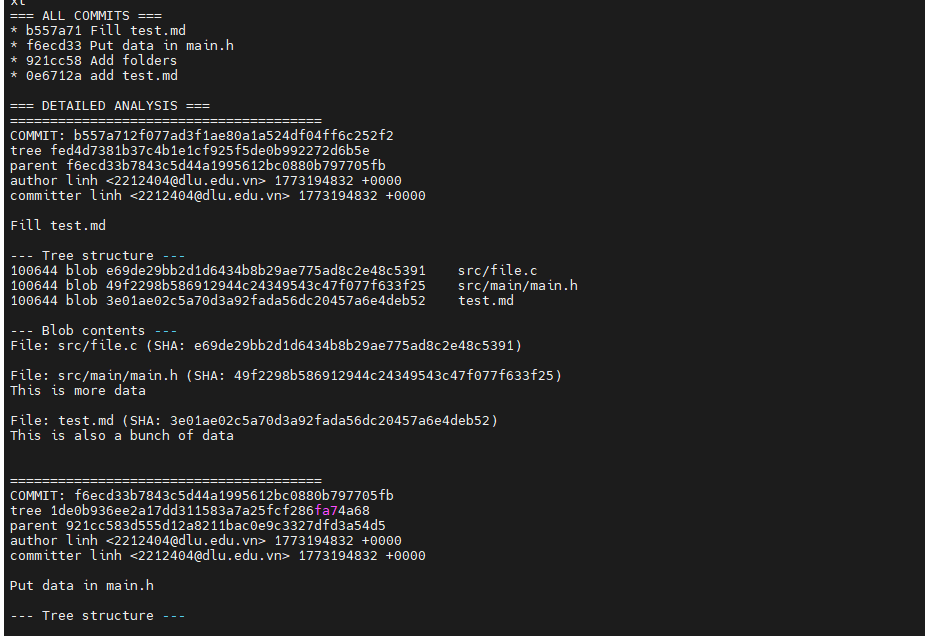 xt
=== ALL COMMITS ===
* b557a71 Fill test.md
* f6ecd33 Put data in main.h
* 921cc58 Add folders
* 0e6712a add test.md
=== DETAILED ANALYSIS ===
=======================================
COMMIT: b557a712f077ad3f1ae80a1a524df04ff6c252f2
tree fed4d7381b37c4b1e1cf925f5de0b992272d6b5e
parent f6ecd33b7843c5d44a1995612bc0880b797705fb
author linh <2212404@dlu.edu.vn> 1773194832 +0000
committer linh <2212404@dlu.edu.vn> 1773194832 +0000
Fill test.md
--- Tree structure ---
100644 blob e69de29bb2d1d6434b8b29ae775ad8c2e48c5391    src/file.c
100644 blob 49f2298b586912944c24349543c47f077f633f25    src/main/main.h
100644 blob 3e01ae02c5a70d3a92fada56dc20457a6e4deb52    test.md
--- Blob contents ---
File: src/file.c (SHA: e69de29bb2d1d6434b8b29ae775ad8c2e48c5391)
File: src/main/main.h (SHA: 49f2298b586912944c24349543c47f077f633f25)
This is more data
File: test.md (SHA: 3e01ae02c5a70d3a92fada56dc20457a6e4deb52)
This is also a bunch of data
=======================================
COMMIT: f6ecd33b7843c5d44a1995612bc0880b797705fb
tree 1de0b936ee2a17dd311583a7a25fcf286fa74a68
parent 921cc583d555d12a8211bac0e9c3327dfd3a54d5
author linh <2212404@dlu.edu.vn> 1773194832 +0000
committer linh <2212404@dlu.edu.vn> 1773194832 +0000
Put data in main.h
--- Tree structure ---